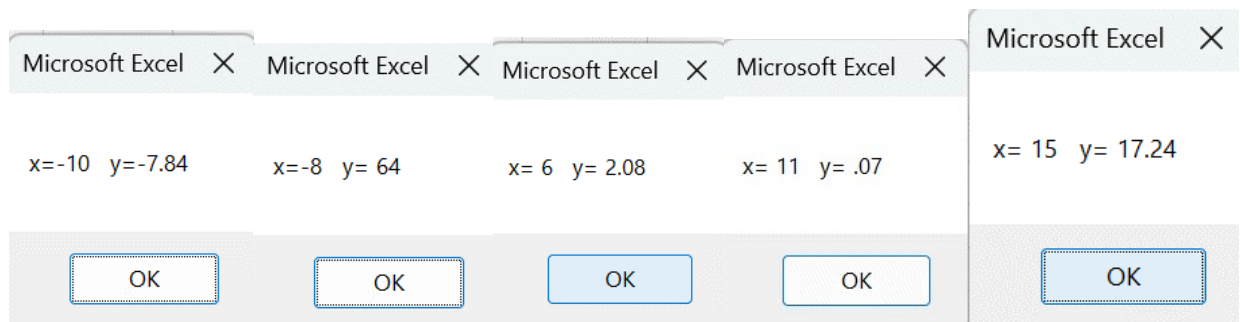 Microsoft Excel
x=-10 y=-7.84
OK
Microsoft Excel
x=-8 y= 64
OK
Microsoft Excel
x= 6 y= 2.08
OK
Microsoft Excel
x= 11 y= .07
OK
Microsoft Excel
x= 15 y= 17.24
OK